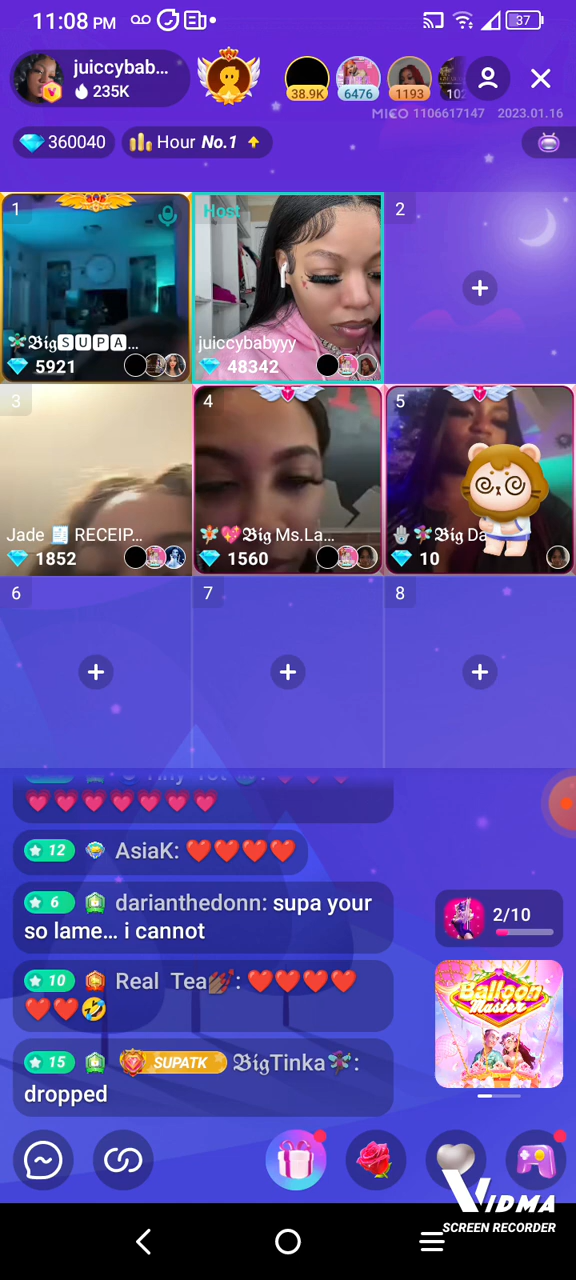 11:08 PM
37
juiccybab...
235K
38.9K
6476
1193
MICO 1106617147 2023.01.16
360040
Hour No.1
1
Host
2
𝕭𝖎𝖌🆂🆄🅿🅰...
5921
juiccybabyyy
48342
3
4
5
Jade 🧾 RECEIP...
1852
𝕭𝖎𝖌 Ms.La...
1560
𝕭𝖎𝖌 Da
10
6
7
8
12 AsiaK: ❤️❤️❤️❤️
6 darianthedonn: supa your
so lame... i cannot
10 Real Tea💅🏾: ❤️❤️❤️❤️
❤️❤️🤣
15 SUPATK 𝕭𝖎𝖌Tinka🧚🏾:
dropped
2/10
Balloon
Master
VIDMA
SCREEN RECORDER